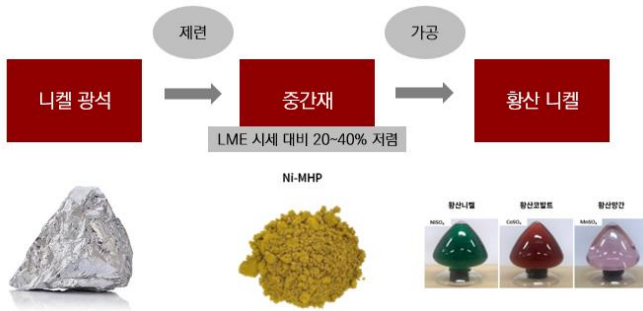 제련
가공
니켈 광석
중간재
황산 니켈
LME 시세 대비 20~40% 저렴
Ni-MHP
황산니켈
황산코발트
황산망간
NiSO₄
CoSO₄
MnSO₄